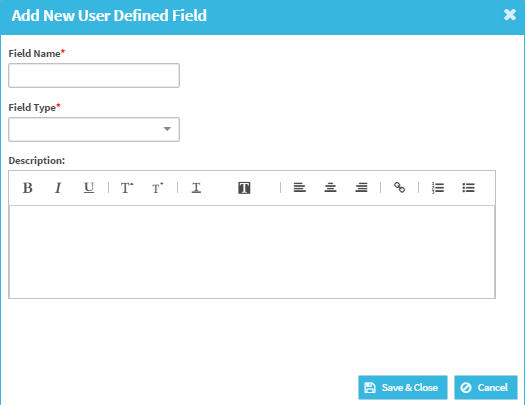 Add New User Defined Field
Field Name*
Field Type*
Description:
B I U T T T T
Save & Close Cancel